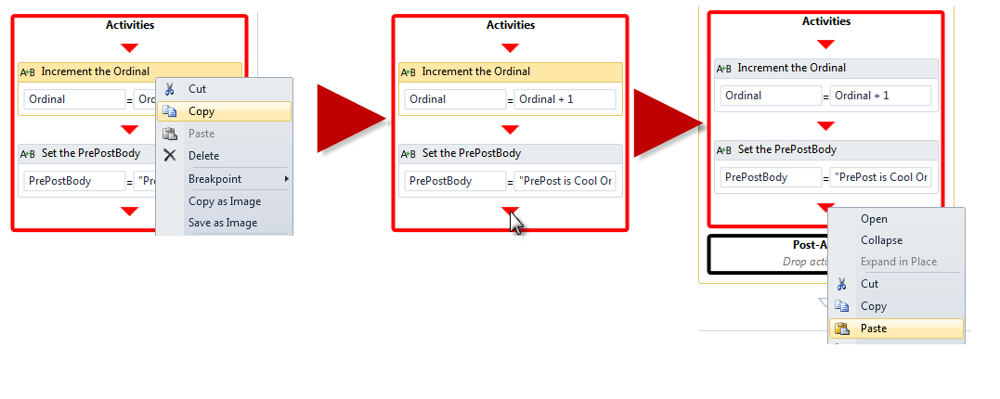 Activities
A+B Increment the Ordinal
Ordinal = Ord
A+B Set the PrePostBody
PrePostBody = "Pr
Cut
Copy
Paste
Delete
Breakpoint
Copy as Image
Save as Image
Activities
A+B Increment the Ordinal
Ordinal = Ordinal + 1
A+B Set the PrePostBody
PrePostBody = "PrePost is Cool Or
Activities
A+B Increment the Ordinal
Ordinal = Ordinal + 1
A+B Set the PrePostBody
PrePostBody = "PrePost is Cool Or
Post-A
Drop acti
Open
Collapse
Expand in Place
Cut
Copy
Paste